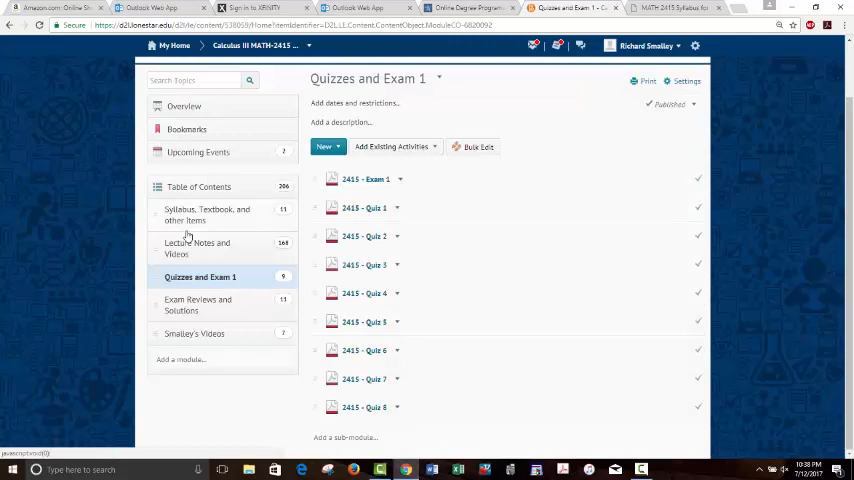 Amazon.com: Online Sh
Outlook Web App
Sign in to XFINITY
Outlook Web App
Online Degree Program
Quizzes and Exam 1 - C
MATH 2415 Syllabus for
Secure
https://d2l.lonestar.edu/d2l/le/content/538059/Home?itemIdentifier=D2L.LE.Content.ContentObject.ModuleCO-6820092
My Home
Calculus III MATH-2415 ...
Richard Smalley
Search Topics
Quizzes and Exam 1
Print
Settings
Overview
Add dates and restrictions...
Published
Bookmarks
Add a description...
Upcoming Events
2
New
Add Existing Activities
Bulk Edit
Table of Contents
206
2415 - Exam 1
Syllabus, Textbook, and
other Items
11
2415 - Quiz 1
Lecture Notes and
Videos
168
2415 - Quiz 2
2415 - Quiz 3
Quizzes and Exam 1
9
2415 - Quiz 4
Exam Reviews and
Solutions
11
2415 - Quiz 5
Smalley's Videos
7
2415 - Quiz 6
Add a module...
2415 - Quiz 7
2415 - Quiz 8
Add a sub-module...
javascript:void(0);
Type here to search
10:38 PM
7/12/2017